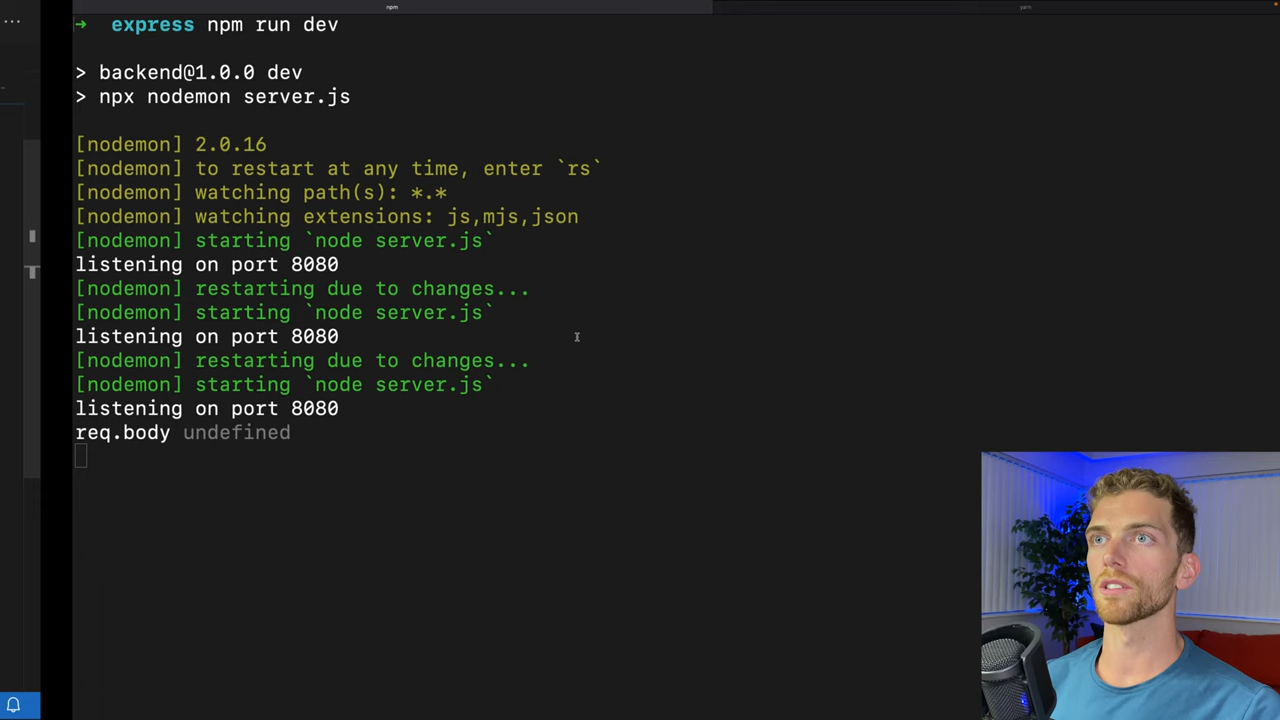 npm
yarn
→ express npm run dev
> backend@1.0.0 dev
> npx nodemon server.js
[nodemon] 2.0.16
[nodemon] to restart at any time, enter `rs`
[nodemon] watching path(s): *.*
[nodemon] watching extensions: js,mjs,json
[nodemon] starting `node server.js`
listening on port 8080
[nodemon] restarting due to changes...
[nodemon] starting `node server.js`
listening on port 8080
[nodemon] restarting due to changes...
[nodemon] starting `node server.js`
listening on port 8080
req.body undefined